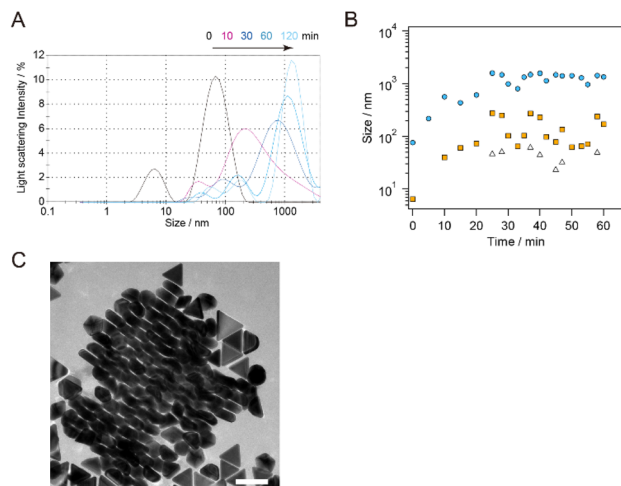 A
0 10 30 60 120 min
Light scattering Intensity / %
12
10
8
6
4
2
0
0.1 1 10 100 1000
Size / nm
B
Size / nm
10⁴
10³
10²
10¹
0 10 20 30 40 50 60
Time / min
C